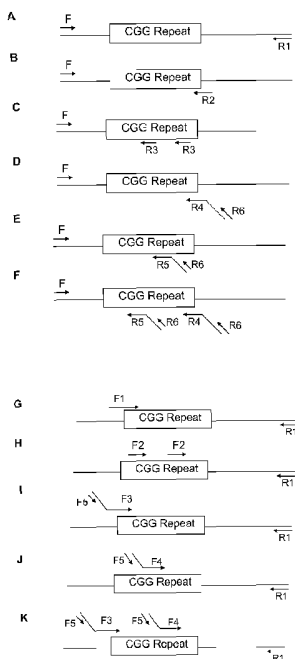 A
F CGG Repeat R1
B
F CGG Repeat R2
C
F CGG Repeat R3 R3
D
F CGG Repeat R4 R6
E
F CGG Repeat R5 R6
F
F CGG Repeat R5 R6 R4 R6
G
F1 CGG Repeat R1
H
F2 F2 CGG Repeat R1
I
F5 F3 CGG Repeat R1
J
F5 F4 CGG Repeat R1
K
F5 F3 F5 F4 CGG Repeat R1